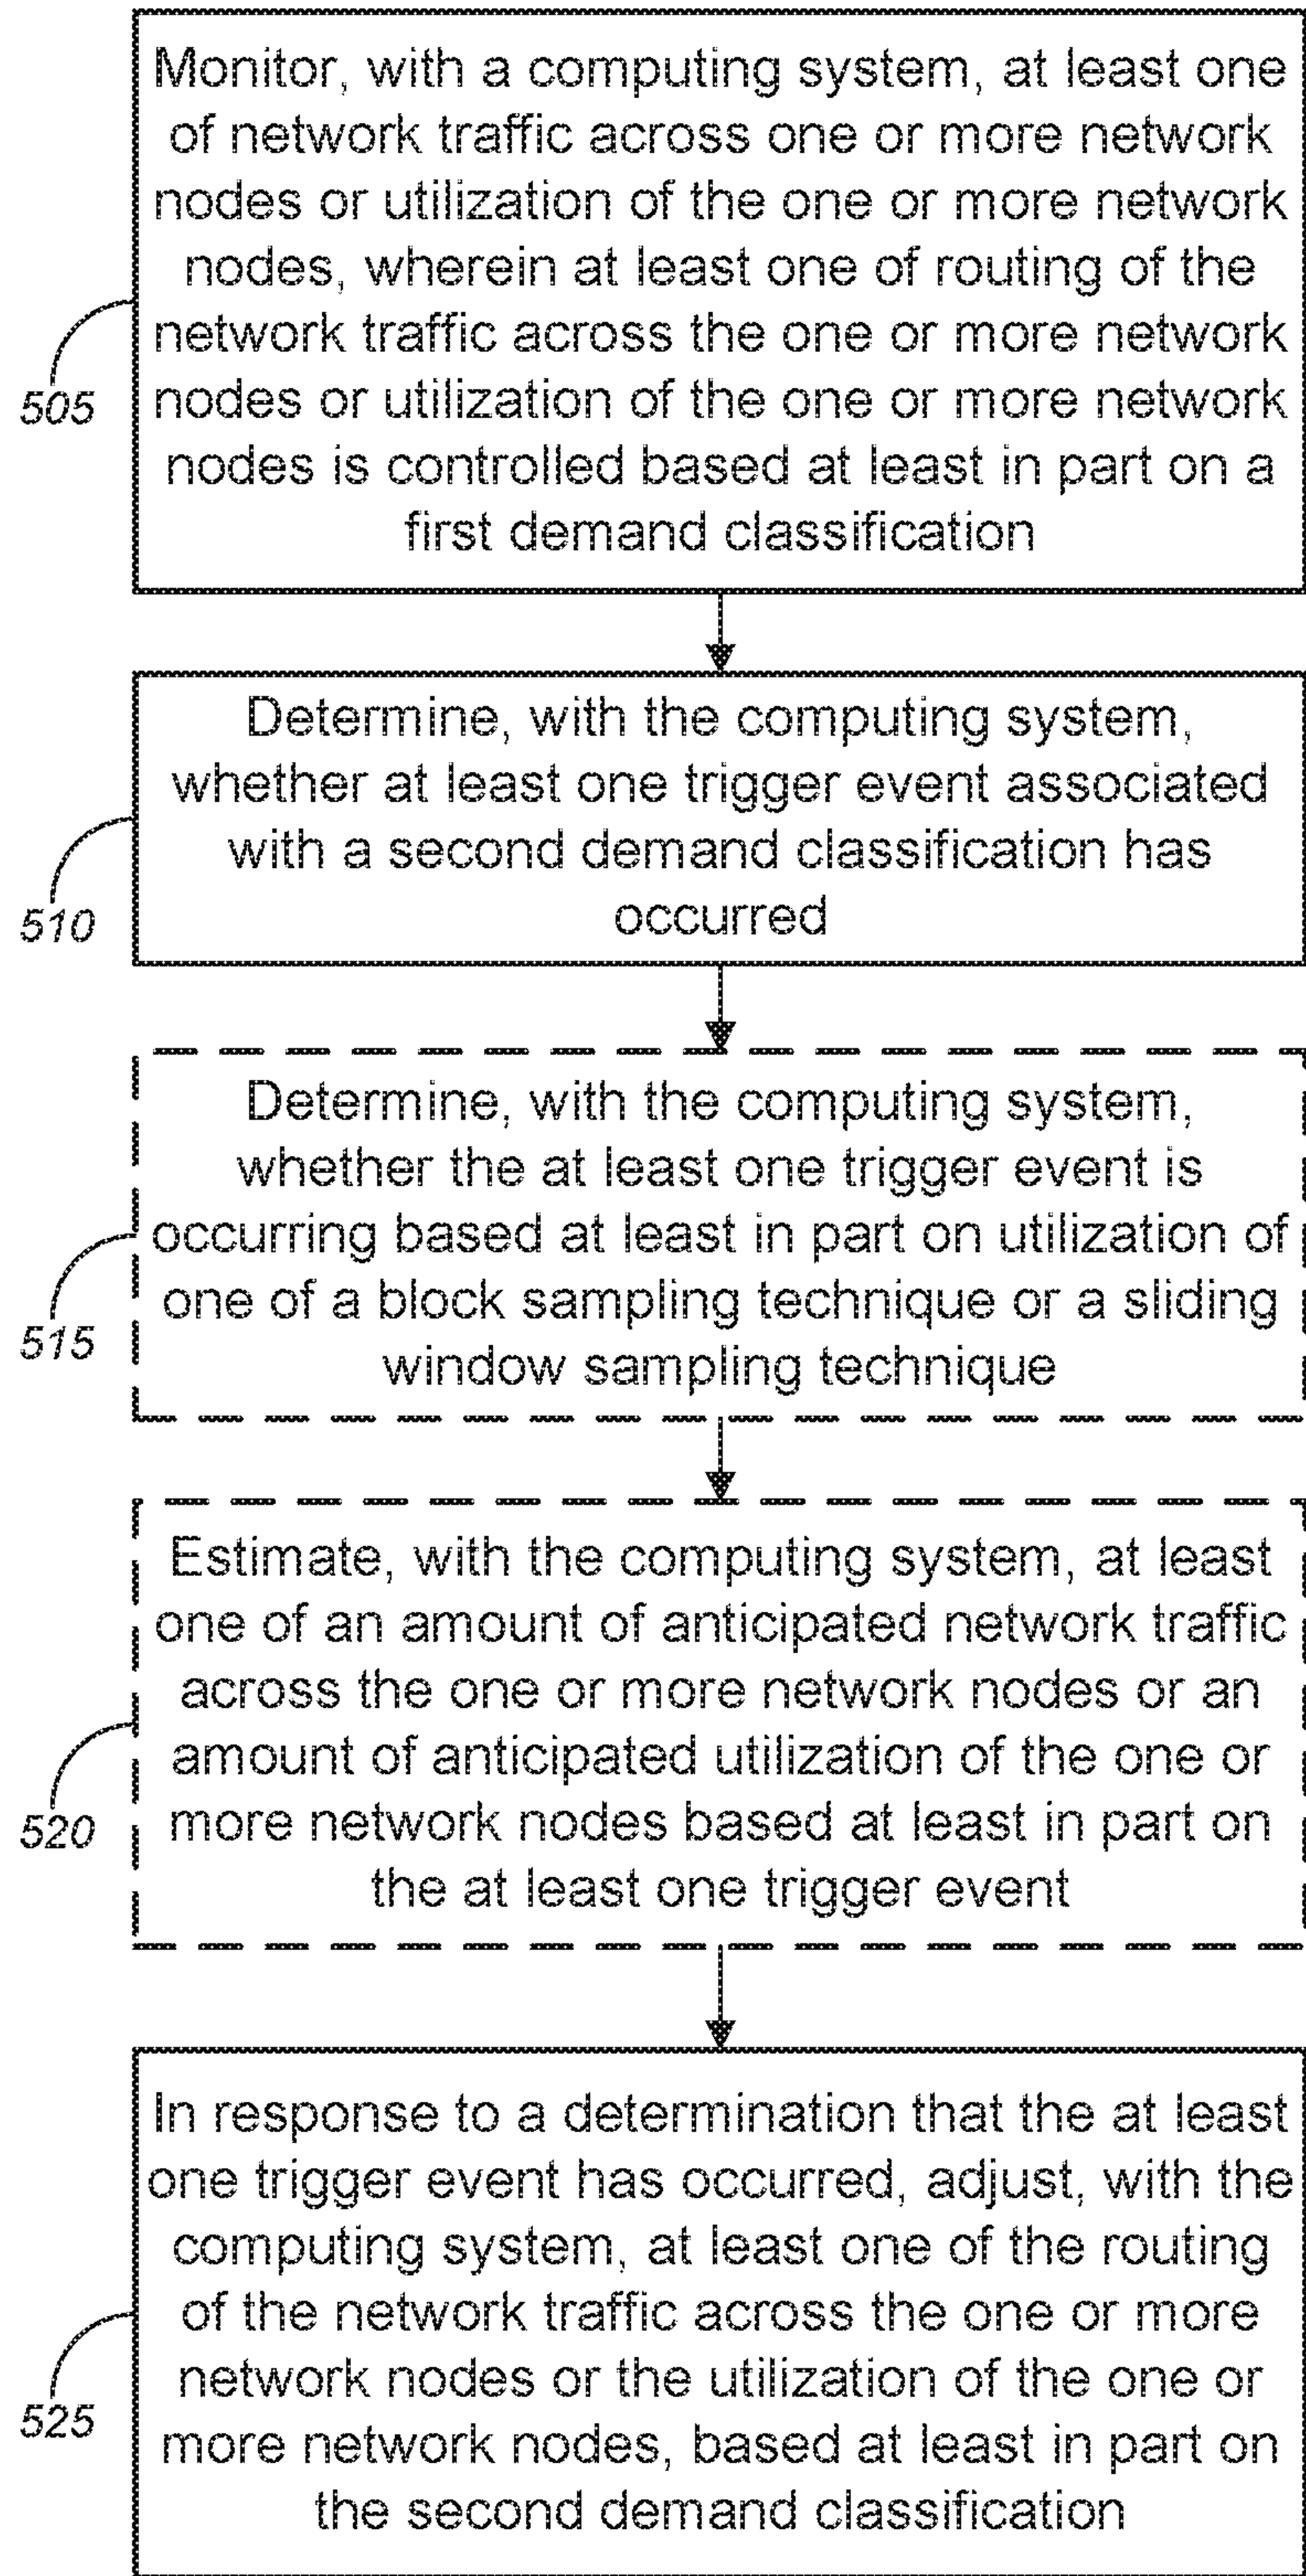 Monitor, with a computing system, at least one
of network traffic across one or more network
nodes or utilization of the one or more network
nodes, wherein at least one of routing of the
network traffic across the one or more network
nodes or utilization of the one or more network
nodes is controlled based at least in part on a
first demand classification
505
Determine, with the computing system,
whether at least one trigger event associated
with a second demand classification has
occurred
510
Determine, with the computing system,
whether the at least one trigger event is
occurring based at least in part on utilization of
one of a block sampling technique or a sliding
window sampling technique
515
Estimate, with the computing system, at least
one of an amount of anticipated network traffic
across the one or more network nodes or an
amount of anticipated utilization of the one or
more network nodes based at least in part on
the at least one trigger event
520
In response to a determination that the at least
one trigger event has occurred, adjust, with the
computing system, at least one of the routing
of the network traffic across the one or more
network nodes or the utilization of the one or
more network nodes, based at least in part on
the second demand classification
525